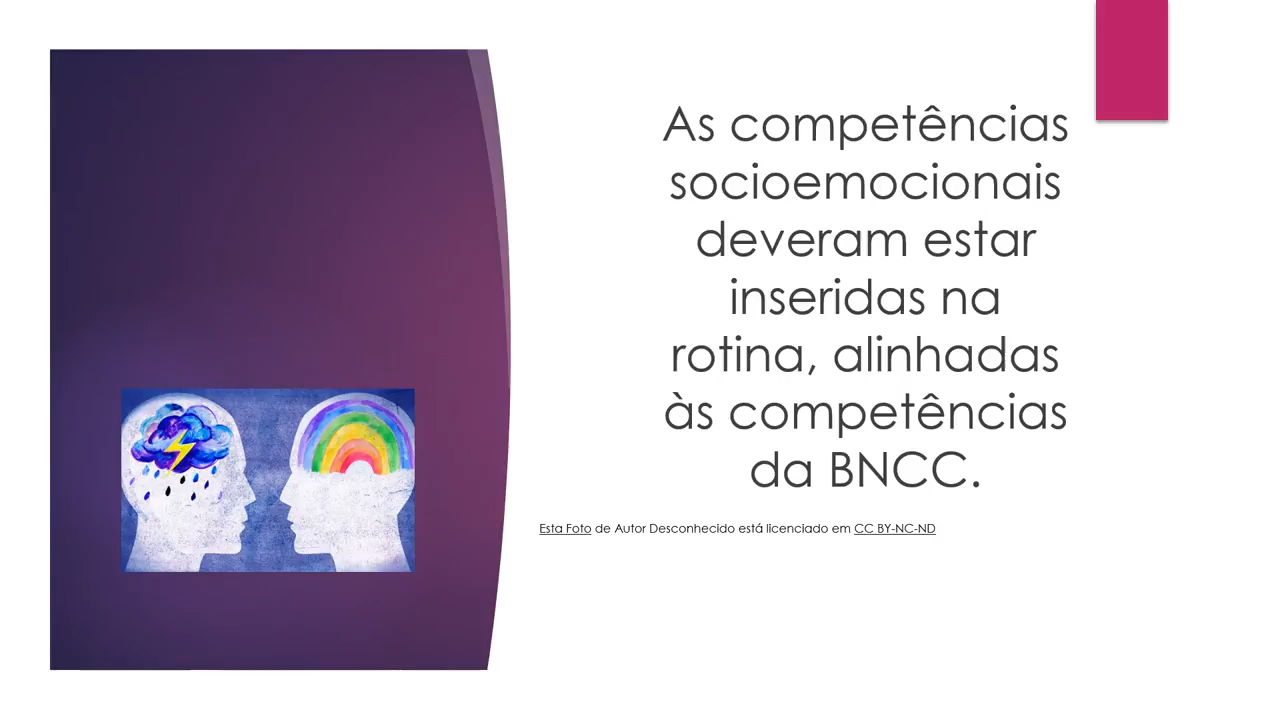 As competências
socioemocionais
deveram estar
inseridas na
rotina, alinhadas
às competências
da BNCC.
Esta Foto de Autor Desconhecido está licenciado em CC BY-NC-ND